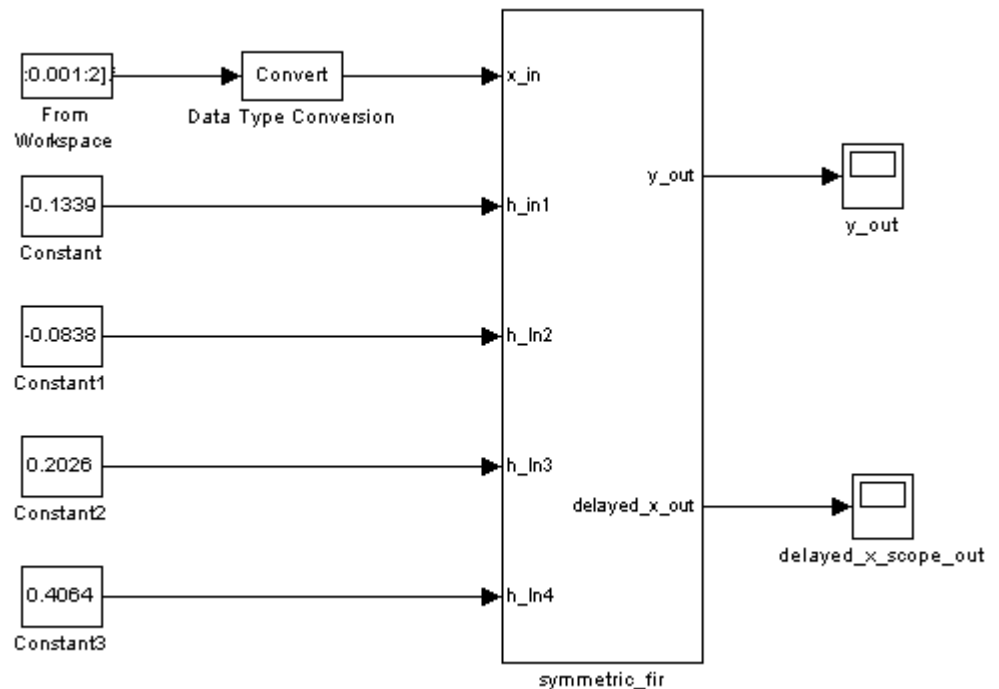 :0.001:2].
From
Workspace
Convert
Data Type Conversion
x_in
-0.1339
Constant
h_in1
y_out
y_out
-0.0838
Constant1
h_In2
0.2026
Constant2
h_In3
delayed_x_out
delayed_x_scope_out
0.4064
Constant3
h_In4
symmetric_fir